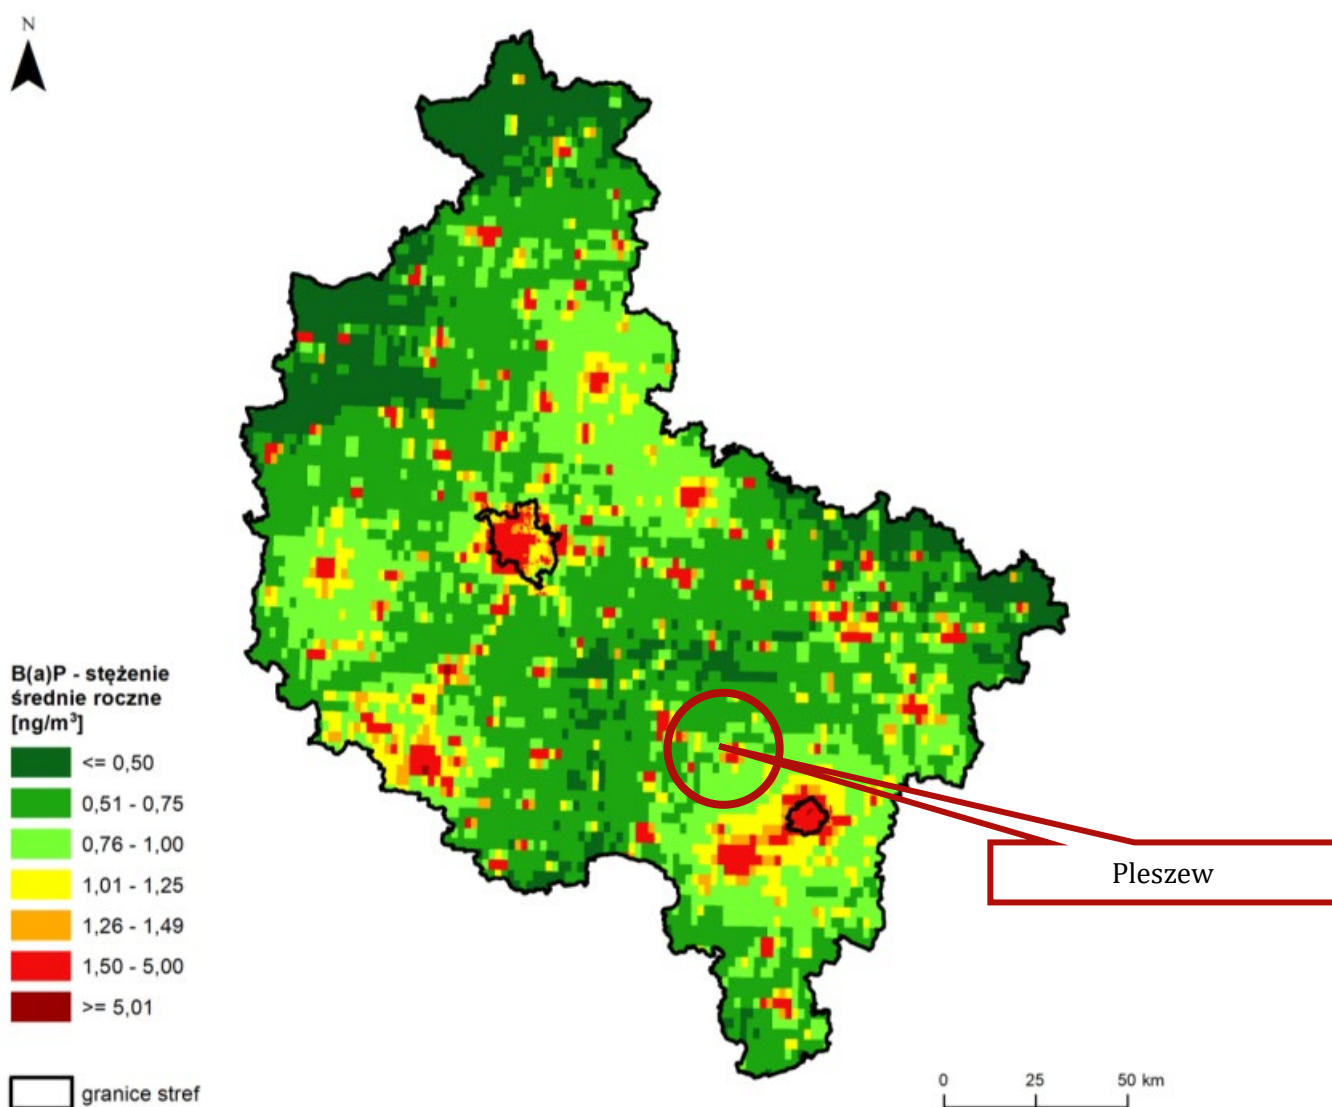 N
B(a)P - stężenie
średnie roczne
[ng/m³]
<= 0,50
0,51 - 0,75
0,76 - 1,00
1,01 - 1,25
1,26 - 1,49
1,50 - 5,00
>= 5,01
granice stref
Pleszew
0 25 50 km